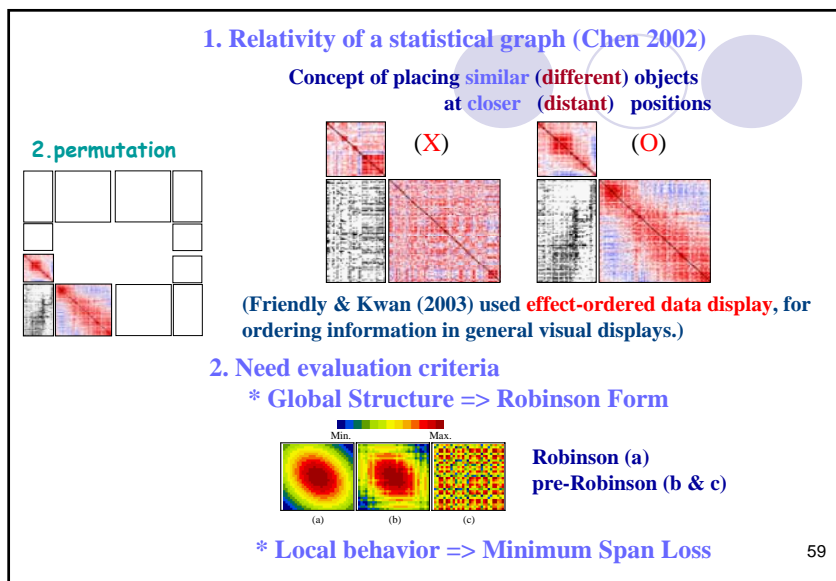 1. Relativity of a statistical graph (Chen 2002)
Concept of placing similar (different) objects
at closer (distant) positions
2.permutation
(X)
(O)
(Friendly & Kwan (2003) used effect-ordered data display, for
ordering information in general visual displays.)
2. Need evaluation criteria
* Global Structure => Robinson Form
Min. Max.
Robinson (a)
pre-Robinson (b & c)
(a) (b) (c)
* Local behavior => Minimum Span Loss
59